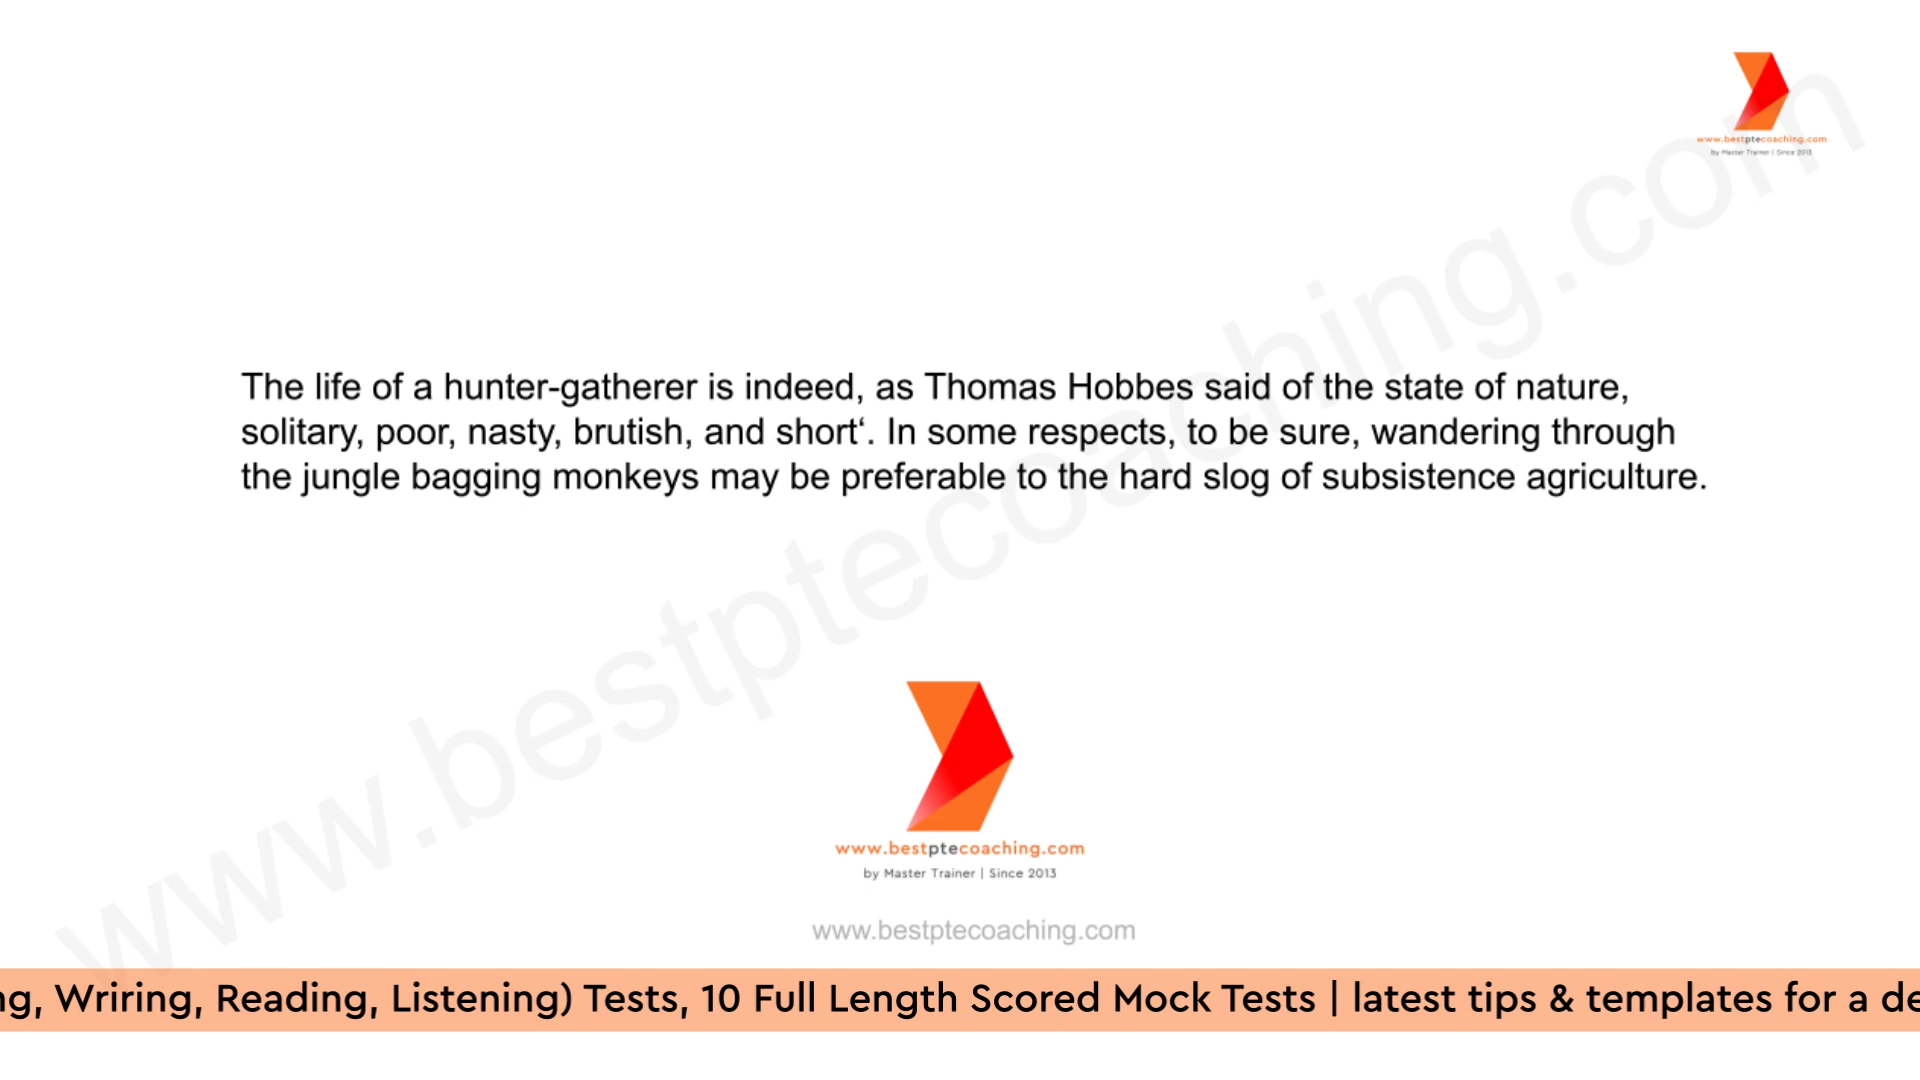 www.bestptecoaching.com
by Master Trainer | Since 2013
www.bestptecoaching.com
The life of a hunter-gatherer is indeed, as Thomas Hobbes said of the state of nature,
solitary, poor, nasty, brutish, and short‘. In some respects, to be sure, wandering through
the jungle bagging monkeys may be preferable to the hard slog of subsistence agriculture.
www.bestptecoaching.com
by Master Trainer | Since 2013
www.bestptecoaching.com
ng, Wriring, Reading, Listening) Tests, 10 Full Length Scored Mock Tests | latest tips & templates for a de